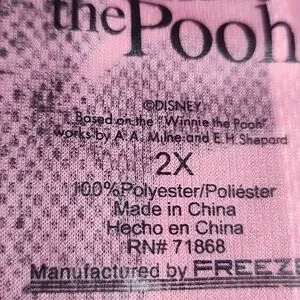 the Pooh
©DISNEY
Based on the "Winnie the Pooh"
works by A. A. Milne and E. H. Shepard
2X
100%Polyester/Poliéster
Made in China
Hecho en China
RN# 71868
Manufactured by FREEZE